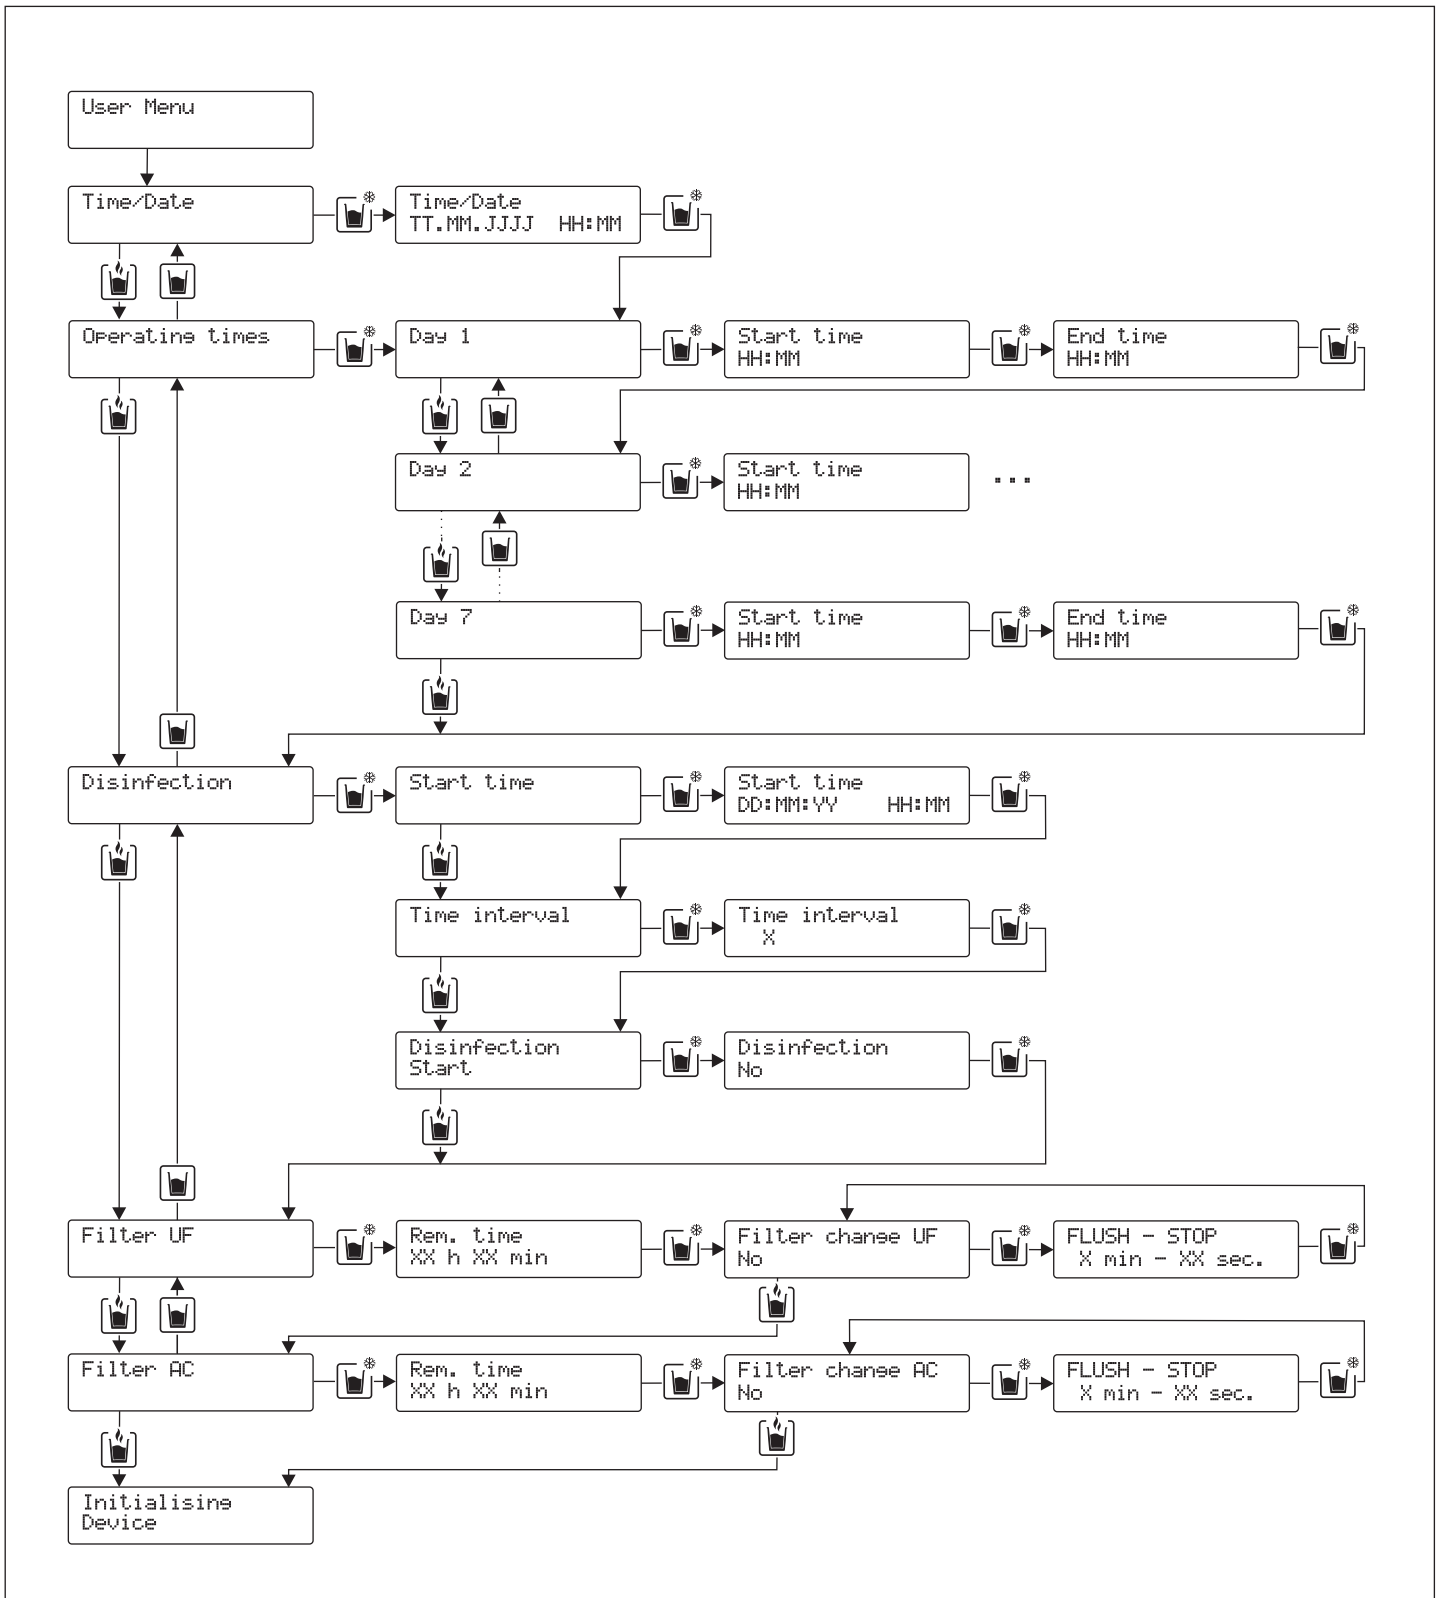 User Menu
Time/Date
Time/Date
TT.MM.JJJJ HH:MM
Operating times
Day 1
Start time
HH:MM
End time
HH:MM
Day 2
Start time
HH:MM
...
Day 7
Start time
HH:MM
End time
HH:MM
Disinfection
Start time
Start time
DD:MM:YY HH:MM
Time interval
Time interval
X
Disinfection
Start
Disinfection
No
Filter UF
Rem. time
XX h XX min
Filter change UF
No
FLUSH - STOP
X min - XX sec.
Filter AC
Rem. time
XX h XX min
Filter change AC
No
FLUSH - STOP
X min - XX sec.
Initialising
Device